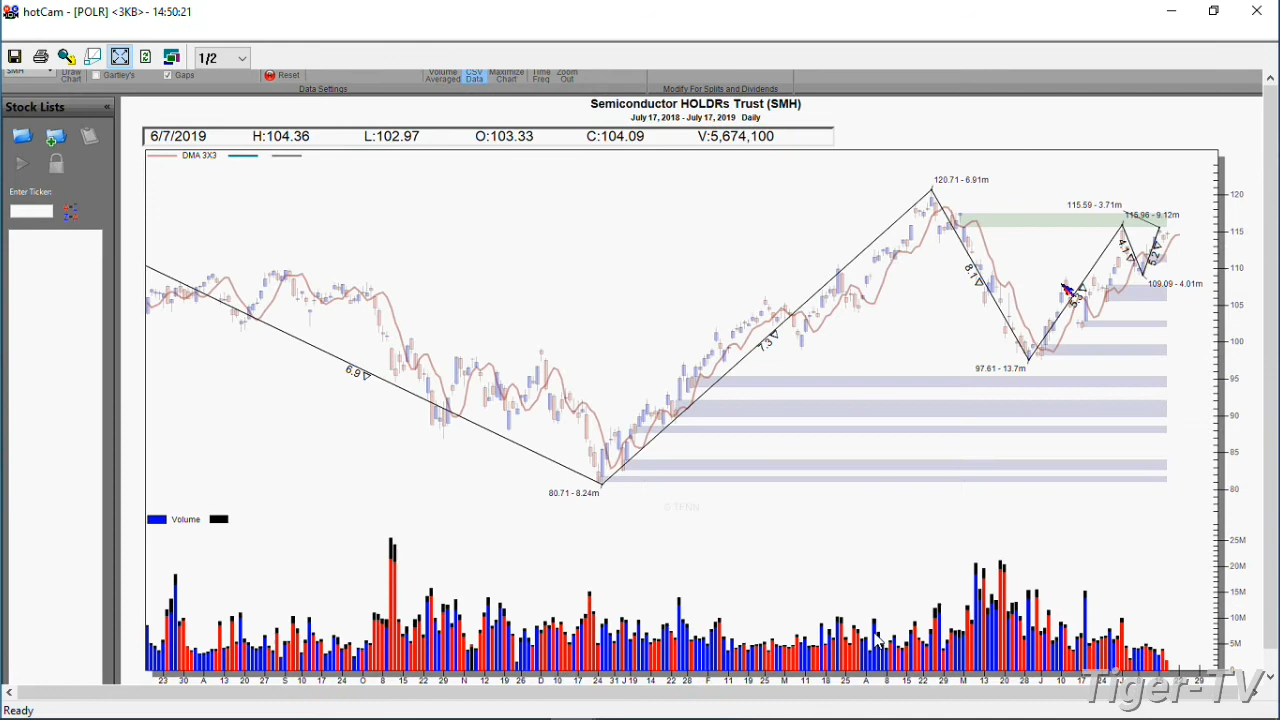 hotCam - [POLR] <3KB> - 14:50:21
1/2
SMH
Draw Chart
Gartley's
Gaps
Reset
Volume Averaged
CSV Data
Maximize Chart
Time Freq
Zoom Out
Data Settings
Modify For Splits and Dividends
Stock Lists «
Enter Ticker:
Semiconductor HOLDRs Trust (SMH)
July 17, 2018 - July 17, 2019 Daily
6/7/2019 H:104.36 L:102.97 O:103.33 C:104.09 V:5,674,100
DMA 3X3
120.71 - 6.91m
115.59 - 3.71m
115.96 - 9.12m
109.09 - 4.01m
97.61 - 13.7m
80.71 - 8.24m
6.9
7.3
8.1
4.1
120
115
110
105
100
95
90
85
80
© TFNN
Volume
25M
20M
15M
10M
5M
23 30 A 13 20 27 S 10 17 24 O 8 15 22 29 N 12 19 26 D 10 17 24 31 J 19 14 22 28 F 11 19 25 M 11 18 25 A 8 15 22 29 M 13 20 28 J 10 17 24 J 8 29
Tiger-TV
Ready